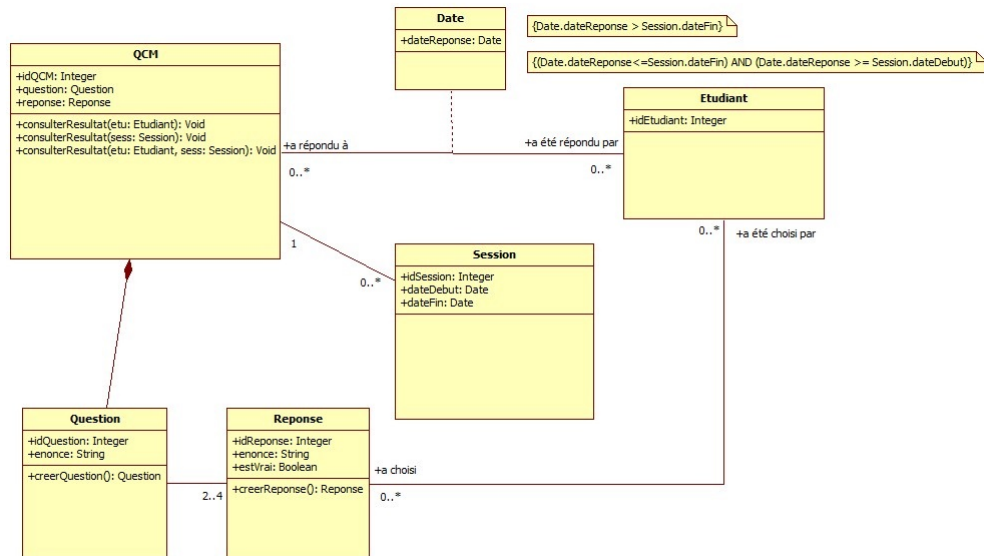 Date
+dateReponse: Date
{Date.dateReponse > Session.dateFin}
{(Date.dateReponse<=Session.dateFin) AND (Date.dateReponse >= Session.dateDebut)}
QCM
+idQCM: Integer
+question: Question
+reponse: Reponse
+consulterResultat(etu: Etudiant): Void
+consulterResultat(sess: Session): Void
+consulterResultat(etu: Etudiant, sess: Session): Void
Etudiant
+idEtudiant: Integer
+a répondu à
0..*
+a été répondu par
0..*
1
0..*
0..*
+a été choisi par
Session
+idSession: Integer
+dateDebut: Date
+dateFin: Date
Question
+idQuestion: Integer
+enonce: String
+creerQuestion(): Question
2..4
Reponse
+idReponse: Integer
+enonce: String
+estVrai: Boolean
+creerReponse(): Reponse
+a choisi
0..*